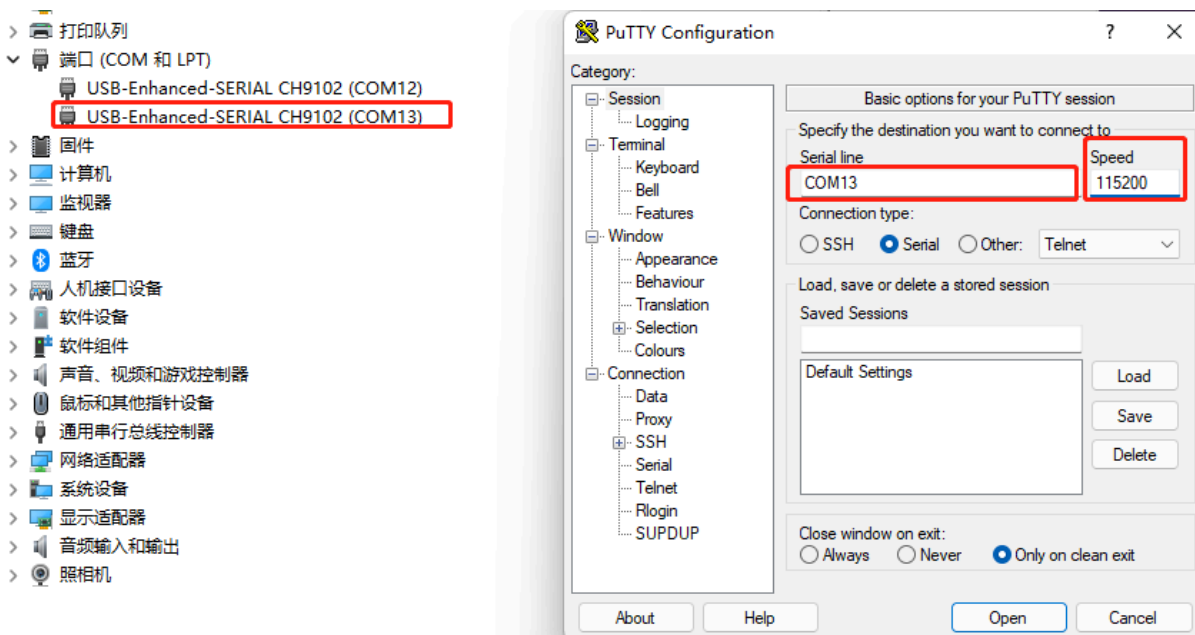 打印队列
端口 (COM 和 LPT)
USB-Enhanced-SERIAL CH9102 (COM12)
USB-Enhanced-SERIAL CH9102 (COM13)
固件
计算机
监视器
键盘
蓝牙
人机接口设备
软件设备
软件组件
声音、视频和游戏控制器
鼠标和其他指针设备
通用串行总线控制器
网络适配器
系统设备
显示适配器
音频输入和输出
照相机
PuTTY Configuration
?
Category:
Session
Logging
Terminal
Keyboard
Bell
Features
Window
Appearance
Behaviour
Translation
Selection
Colours
Connection
Data
Proxy
SSH
Serial
Telnet
Rlogin
SUPDUP
Basic options for your PuTTY session
Specify the destination you want to connect to
Serial line Speed
COM13 115200
Connection type:
SSH Serial Other: Telnet
Load, save or delete a stored session
Saved Sessions
Default Settings
Load
Save
Delete
Close window on exit:
Always Never Only on clean exit
About Help Open Cancel